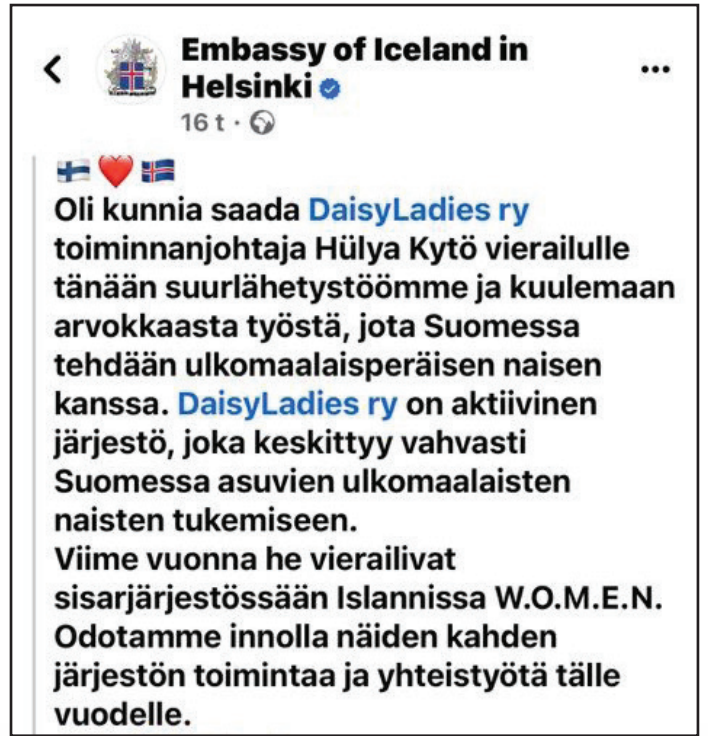 Embassy of Iceland in
Helsinki
16 t ·
🇫🇮❤️🇮🇸
Oli kunnia saada DaisyLadies ry
toiminnanjohtaja Hülya Kytö vierailulle
tänään suurlähetystöömme ja kuulemaan
arvokkaasta työstä, jota Suomessa
tehdään ulkomaalaisperäisen naisen
kanssa. DaisyLadies ry on aktiivinen
järjestö, joka keskittyy vahvasti
Suomessa asuvien ulkomaalaisten
naisten tukemiseen.
Viime vuonna he vierailivat
sisarjärjestössään Islannissa W.O.M.E.N.
Odotamme innolla näiden kahden
järjestön toimintaa ja yhteistyötä tälle
vuodelle.